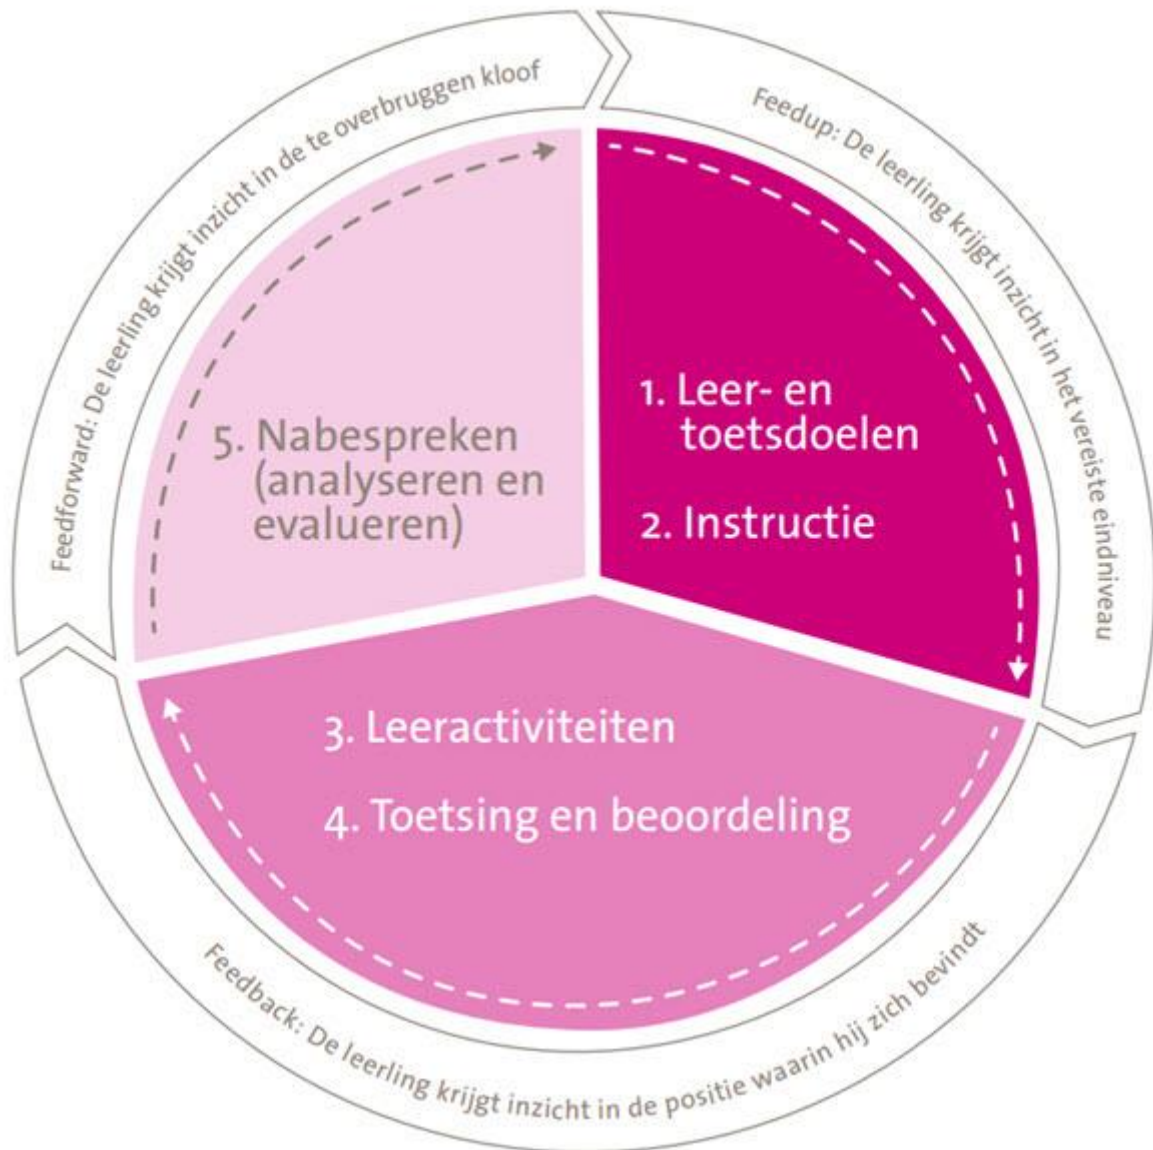 Feedup: De leerling krijgt inzicht in het vereiste eindniveau
1. Leer- en
toetsdoelen
2. Instructie
Feedback: De leerling krijgt inzicht in de positie waarin hij zich bevindt
3. Leeractiviteiten
4. Toetsing en beoordeling
Feedforward: De leerling krijgt inzicht in de te overbruggen kloof
5. Nabespreken
(analyseren en
evalueren)